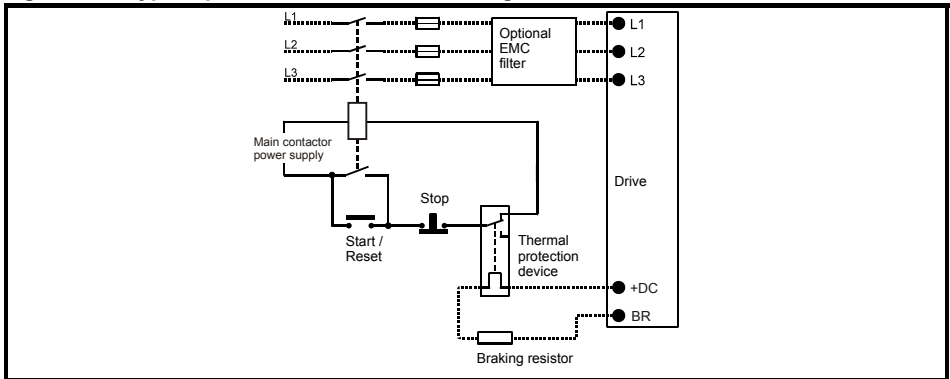 L1
L2
L3
Optional
EMC
filter
L1
L2
L3
Main contactor
power supply
Drive
Stop
Start /
Reset
Thermal
protection
device
+DC
BR
Braking resistor